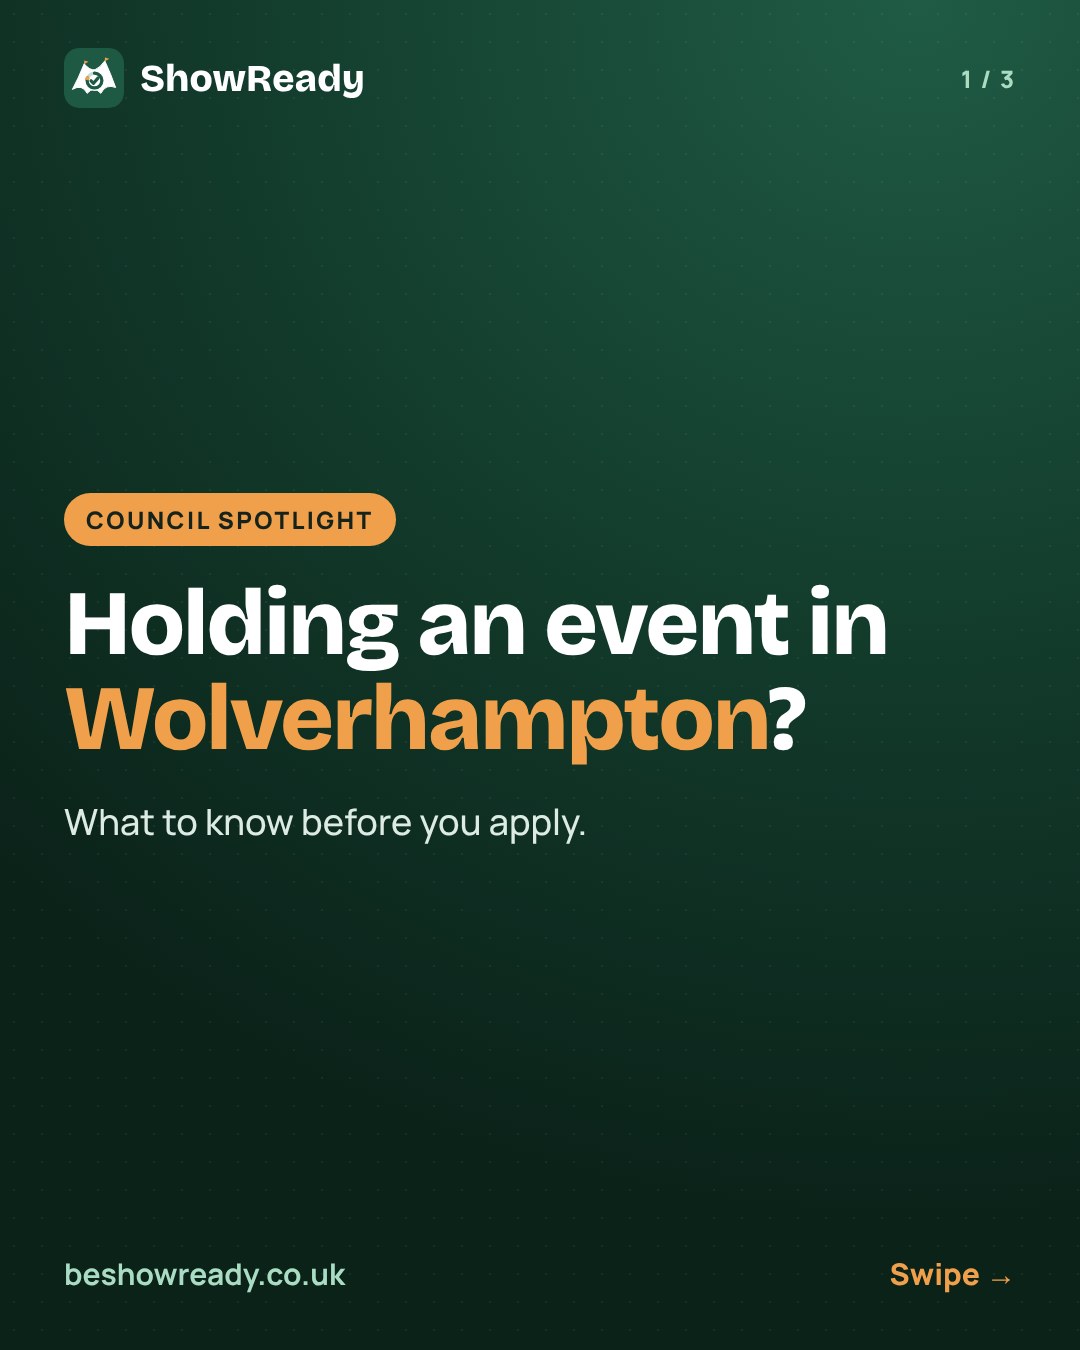 ShowReady
1 / 3
COUNCIL SPOTLIGHT
Holding an event in
Wolverhampton?
What to know before you apply.
beshowready.co.uk
Swipe →